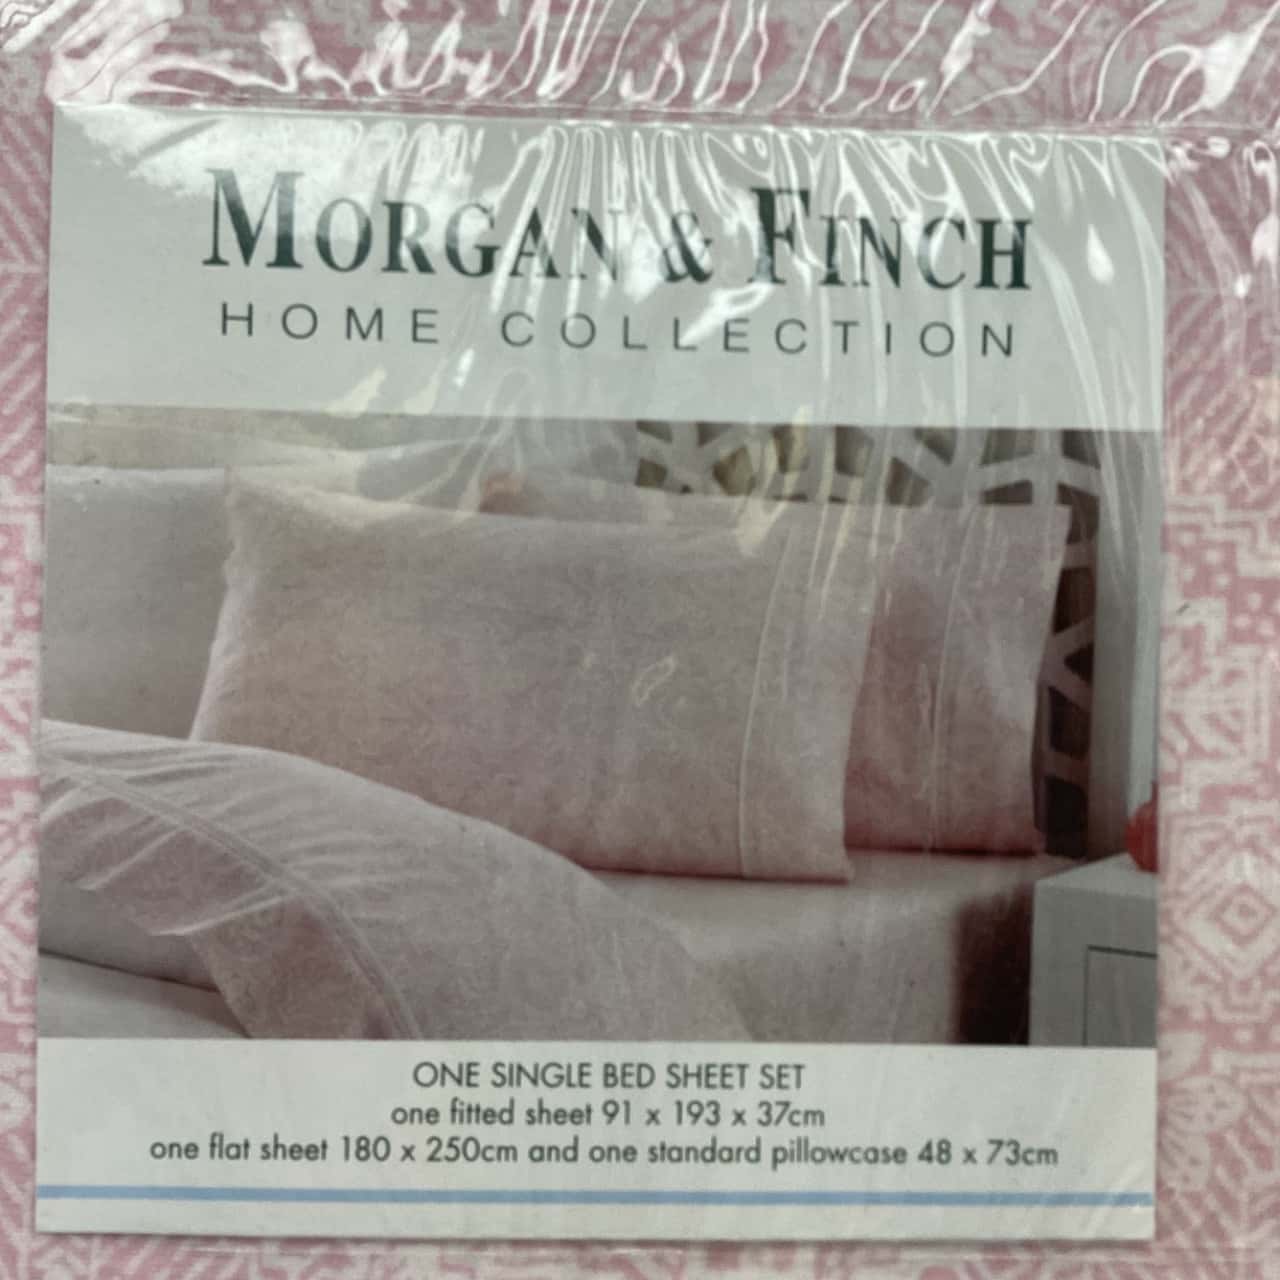 MORGAN & FINCH
HOME COLLECTION
ONE SINGLE BED SHEET SET
one fitted sheet 91 x 193 x 37cm
one flat sheet 180 x 250cm and one standard pillowcase 48 x 73cm